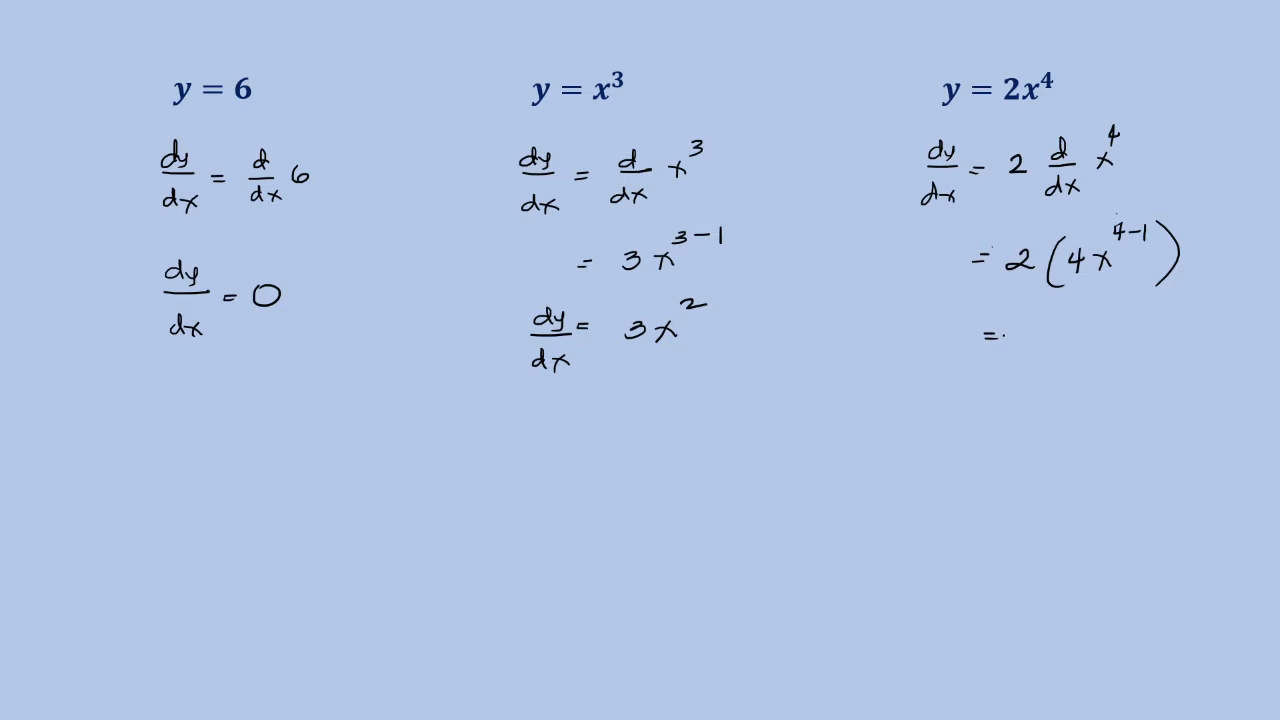 y = 6
dy/dx = d/dx 6
dy/dx = 0
y = x³
dy/dx = d/dx x³
= 3x³⁻¹
dy/dx = 3x²
y = 2x⁴
dy/dx = 2 d/dx x⁴
= 2(4x⁴⁻¹)
=